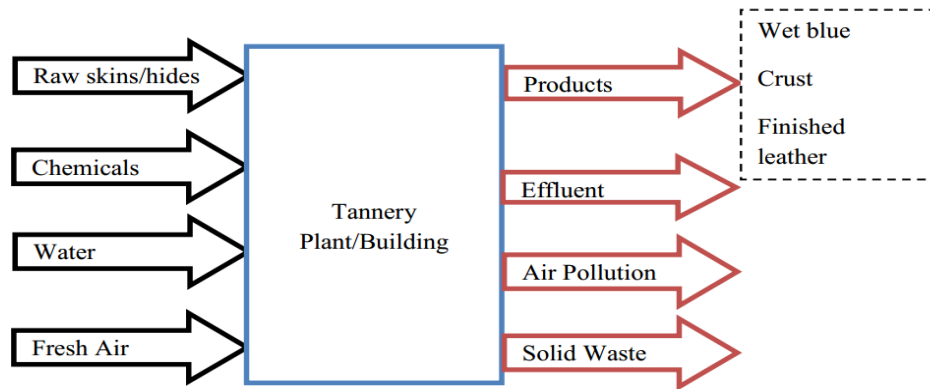 Raw skins/hides
Chemicals
Water
Fresh Air
Tannery
Plant/Building
Products
Effluent
Air Pollution
Solid Waste
Wet blue
Crust
Finished
leather